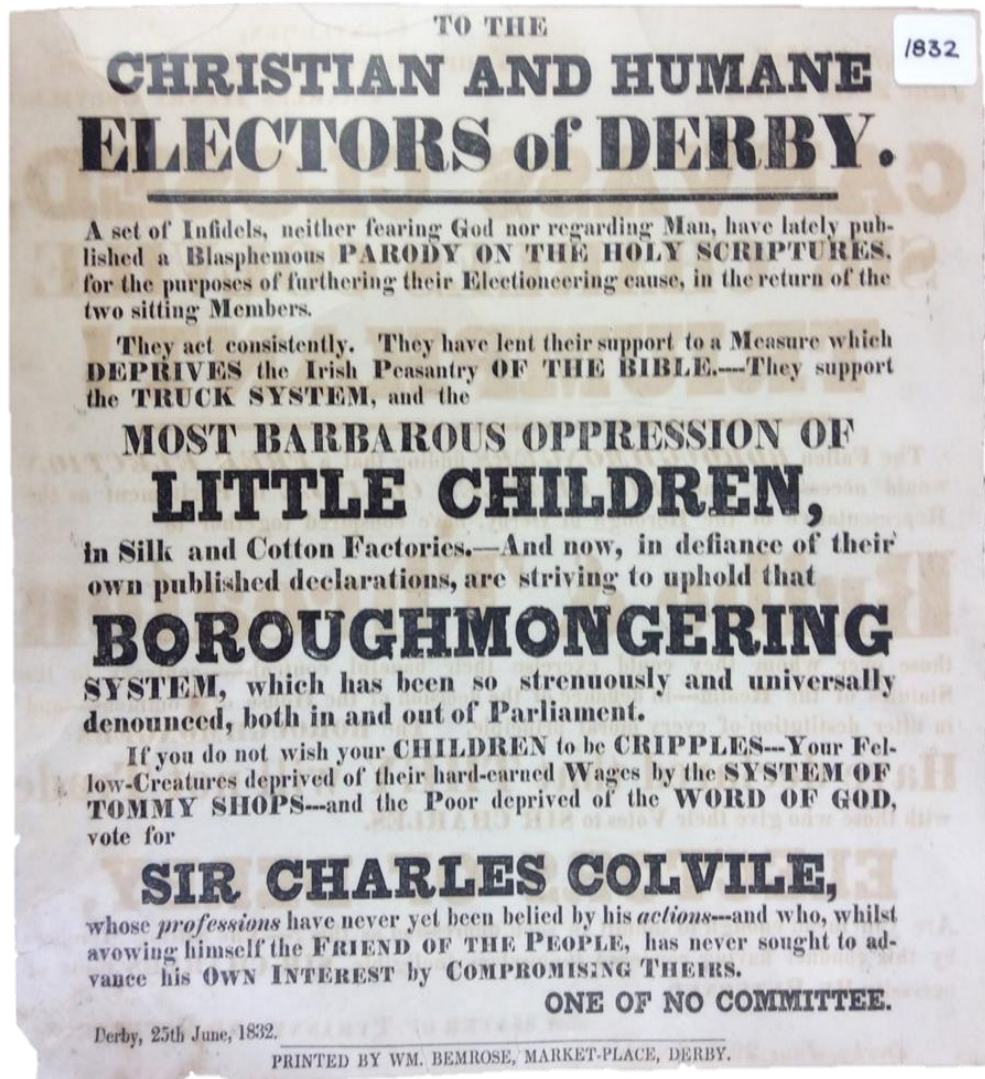 TO THE
1832
CHRISTIAN AND HUMANE
ELECTORS of DERBY.
A set of Infidels, neither fearing God nor regarding Man, have lately pub-
lished a Blasphemous PARODY ON THE HOLY SCRIPTURES,
for the purposes of furthering their Electioneering cause, in the return of the
two sitting Members.
They act consistently. They have lent their support to a Measure which
DEPRIVES the Irish Peasantry OF THE BIBLE.—They support
the TRUCK SYSTEM, and the
MOST BARBAROUS OPPRESSION OF
LITTLE CHILDREN,
in Silk and Cotton Factories.—And now, in defiance of their
own published declarations, are striving to uphold that
BOROUGHMONGERING
SYSTEM, which has been so strenuously and universally
denounced, both in and out of Parliament.
If you do not wish your CHILDREN to be CRIPPLES---Your Fel-
low-Creatures deprived of their hard-earned Wages by the SYSTEM OF
TOMMY SHOPS---and the Poor deprived of the WORD OF GOD,
vote for
SIR CHARLES COLVILE,
whose professions have never yet been belied by his actions---and who, whilst
avowing himself the FRIEND OF THE PEOPLE, has never sought to ad-
vance his OWN INTEREST by COMPROMISING THEIRS.
ONE OF NO COMMITTEE.
Derby, 25th June, 1832.
PRINTED BY WM. BEMROSE, MARKET-PLACE, DERBY.